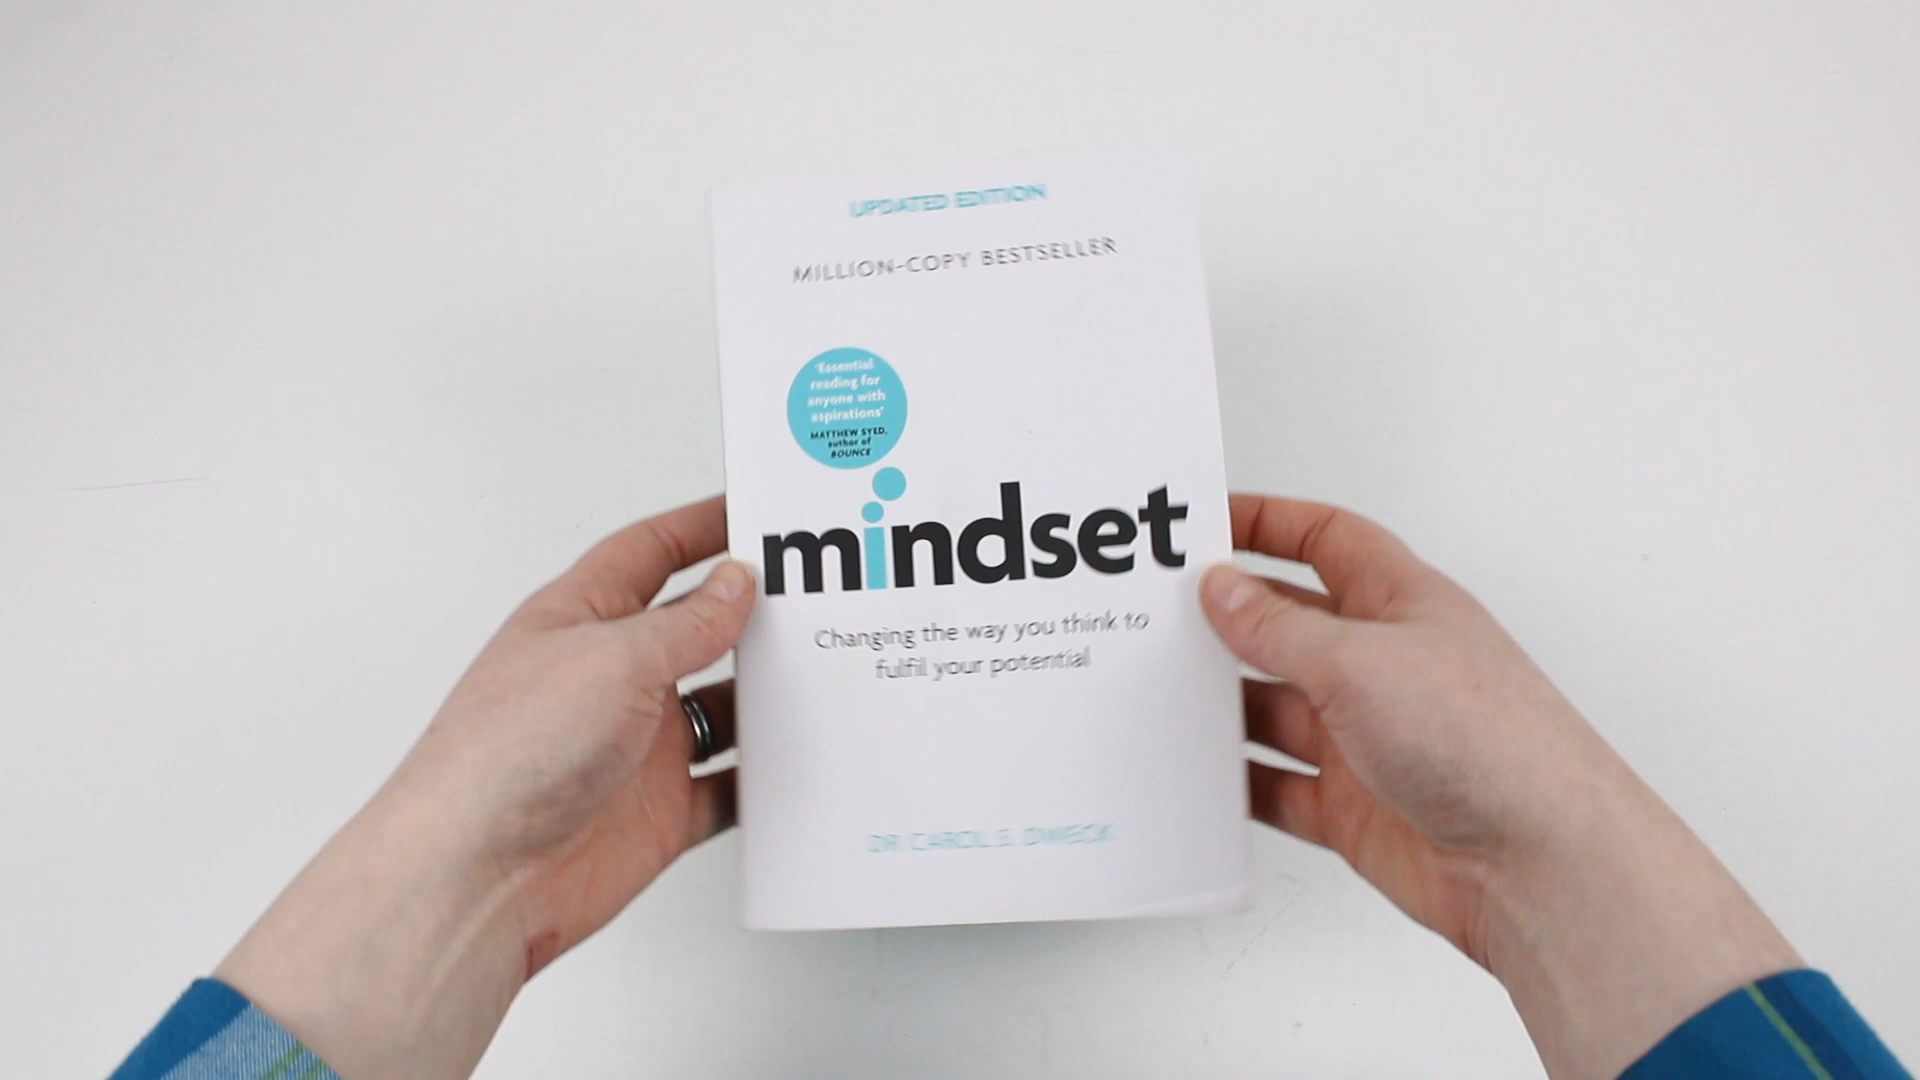 UPDATED EDITION
MILLION-COPY BESTSELLER
'Essential
reading for
anyone with
aspirations'
MATTHEW SYED,
author of
BOUNCE
mindset
Changing the way you think to
fulfil your potential
DR CAROL S. DWECK